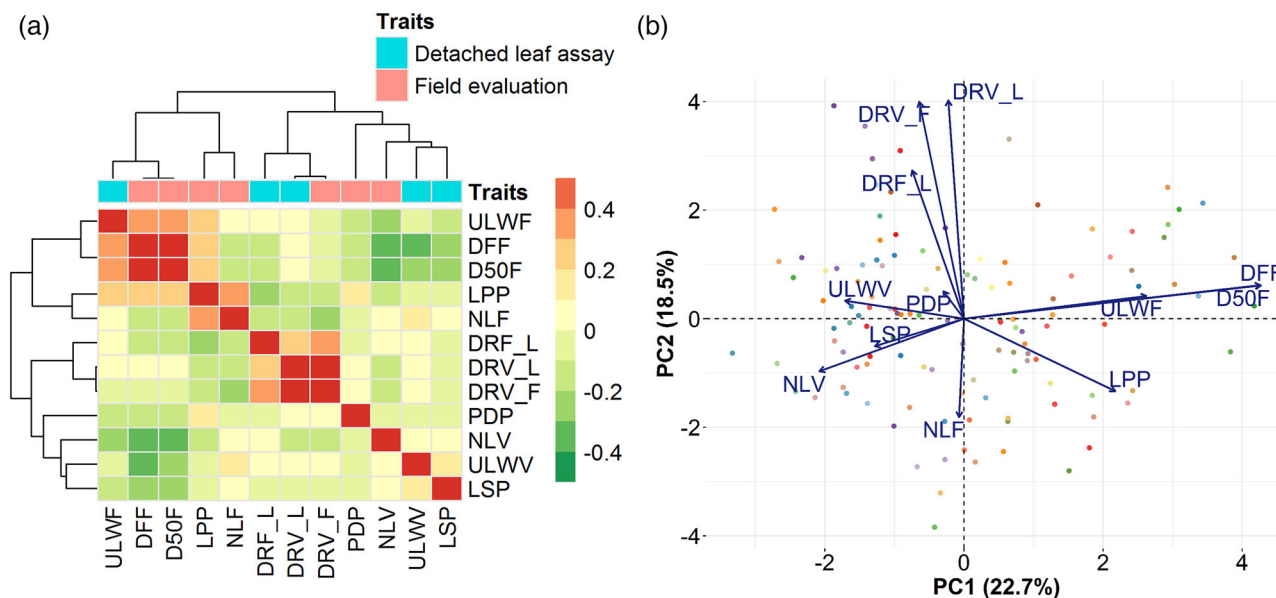 (a)
Traits
Detached leaf assay
Field evaluation
Traits
ULWF
DFF
D50F
LPP
NLF
DRF_L
DRV_L
DRV_F
PDP
NLV
ULWV
LSP
0.4
0.2
0
-0.2
-0.4
ULWF
DFF
D50F
LPP
NLF
DRF_L
DRV_L
DRV_F
PDP
NLV
ULWV
LSP
(b)
PC2 (18.5%)
4
2
0
-2
-4
DRV_L
DRV_F
DRF_L
ULWV
PDP
LSP
NLV
NLF
DFF
D50F
ULWF
LPP
-2
0
2
4
PC1 (22.7%)